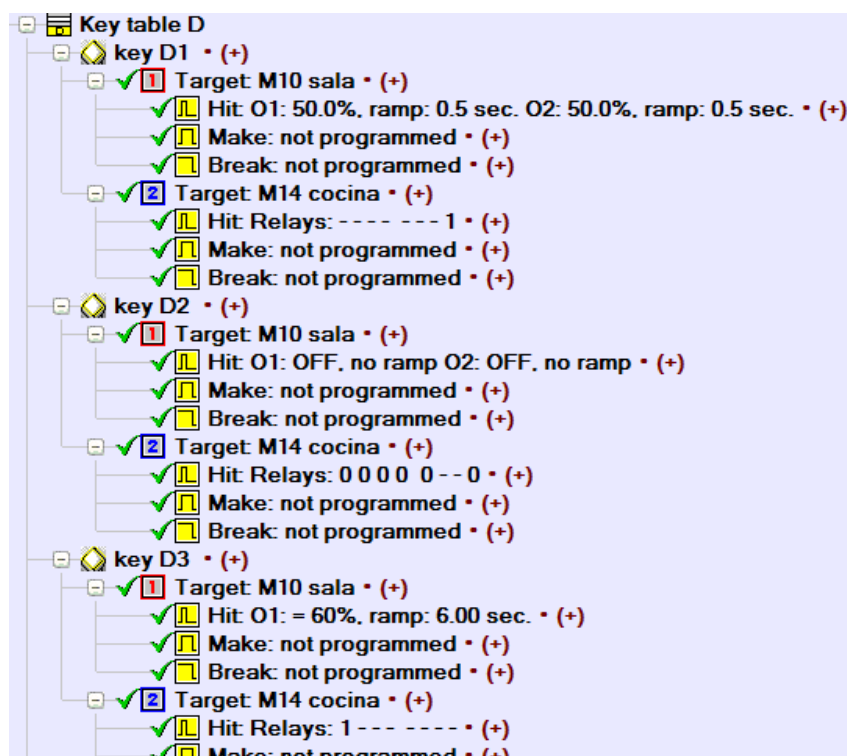 Key table D
key D1 • (+)
1 Target: M10 sala • (+)
Hit: O1: 50.0%, ramp: 0.5 sec. O2: 50.0%, ramp: 0.5 sec. • (+)
Make: not programmed • (+)
Break: not programmed • (+)
2 Target: M14 cocina • (+)
Hit: Relays: - - - - - - - 1 • (+)
Make: not programmed • (+)
Break: not programmed • (+)
key D2 • (+)
1 Target: M10 sala • (+)
Hit: O1: OFF, no ramp O2: OFF, no ramp • (+)
Make: not programmed • (+)
Break: not programmed • (+)
2 Target: M14 cocina • (+)
Hit: Relays: 0 0 0 0 0 - - 0 • (+)
Make: not programmed • (+)
Break: not programmed • (+)
key D3 • (+)
1 Target: M10 sala • (+)
Hit: O1: = 60%, ramp: 6.00 sec. • (+)
Make: not programmed • (+)
Break: not programmed • (+)
2 Target: M14 cocina • (+)
Hit: Relays: 1 - - - - - - - • (+)
Make: not programmed • (+)